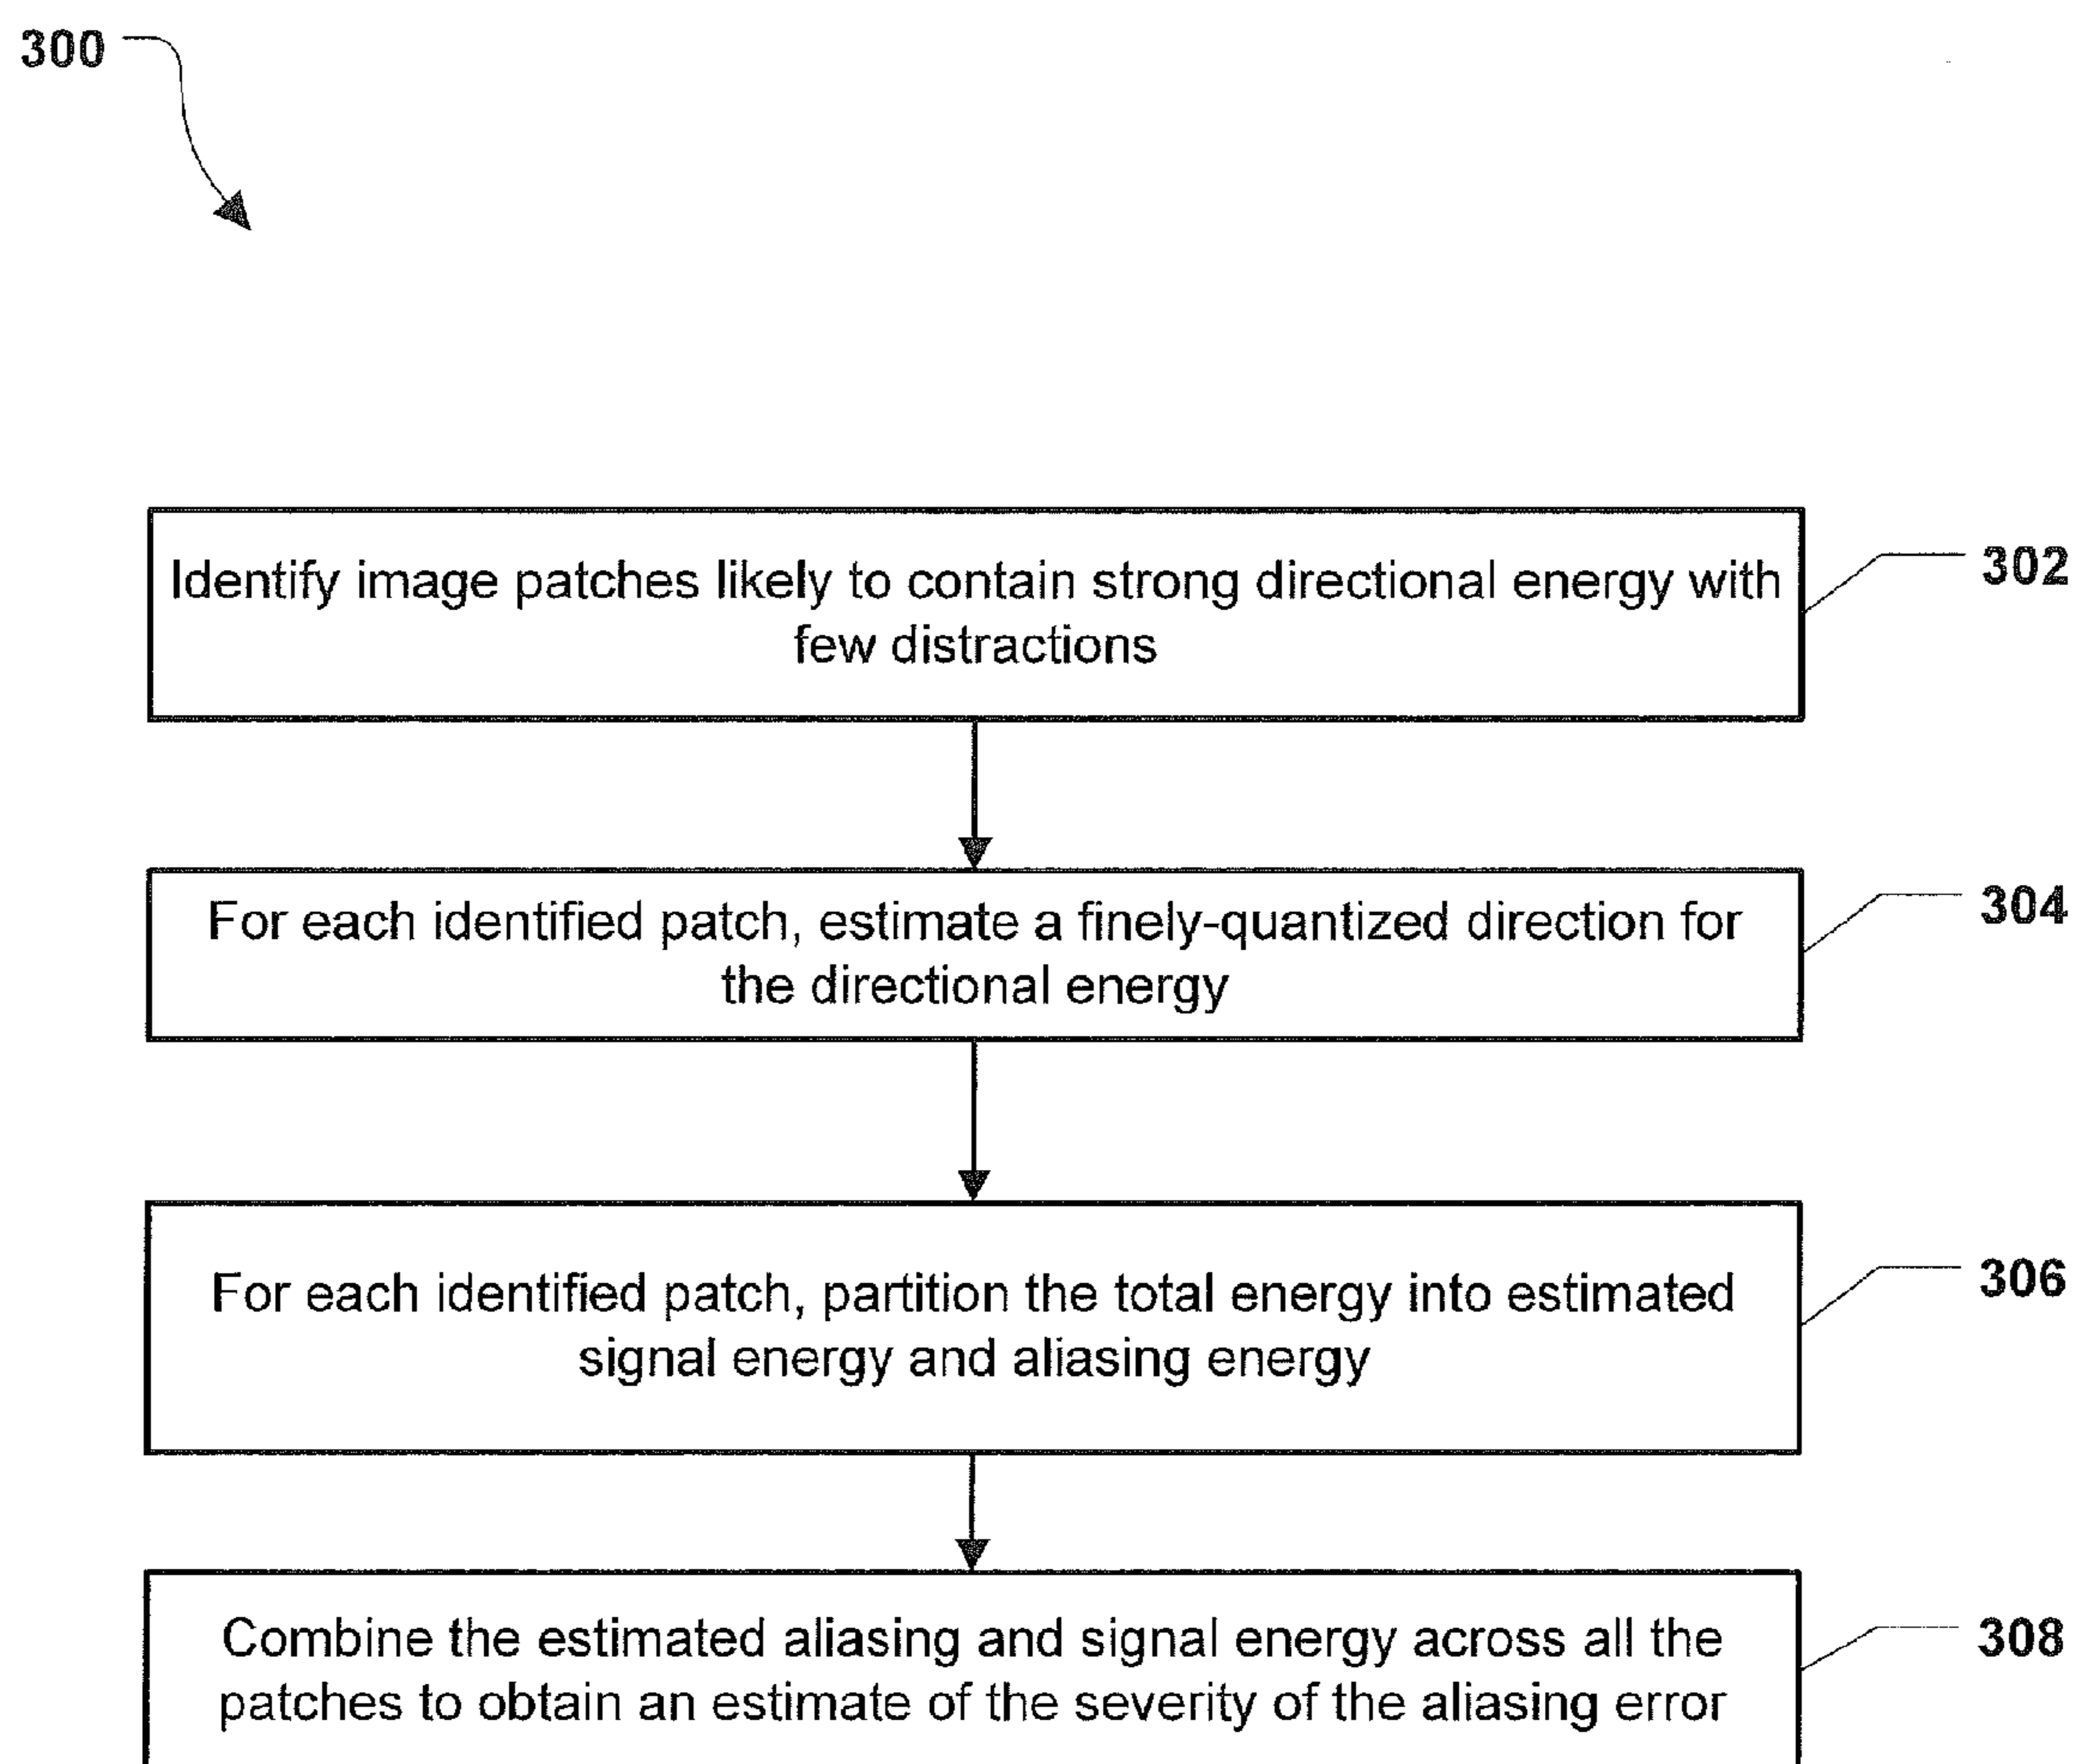 300
Identify image patches likely to contain strong directional energy with
few distractions
302
For each identified patch, estimate a finely-quantized direction for
the directional energy
304
For each identified patch, partition the total energy into estimated
signal energy and aliasing energy
306
Combine the estimated aliasing and signal energy across all the
patches to obtain an estimate of the severity of the aliasing error
308